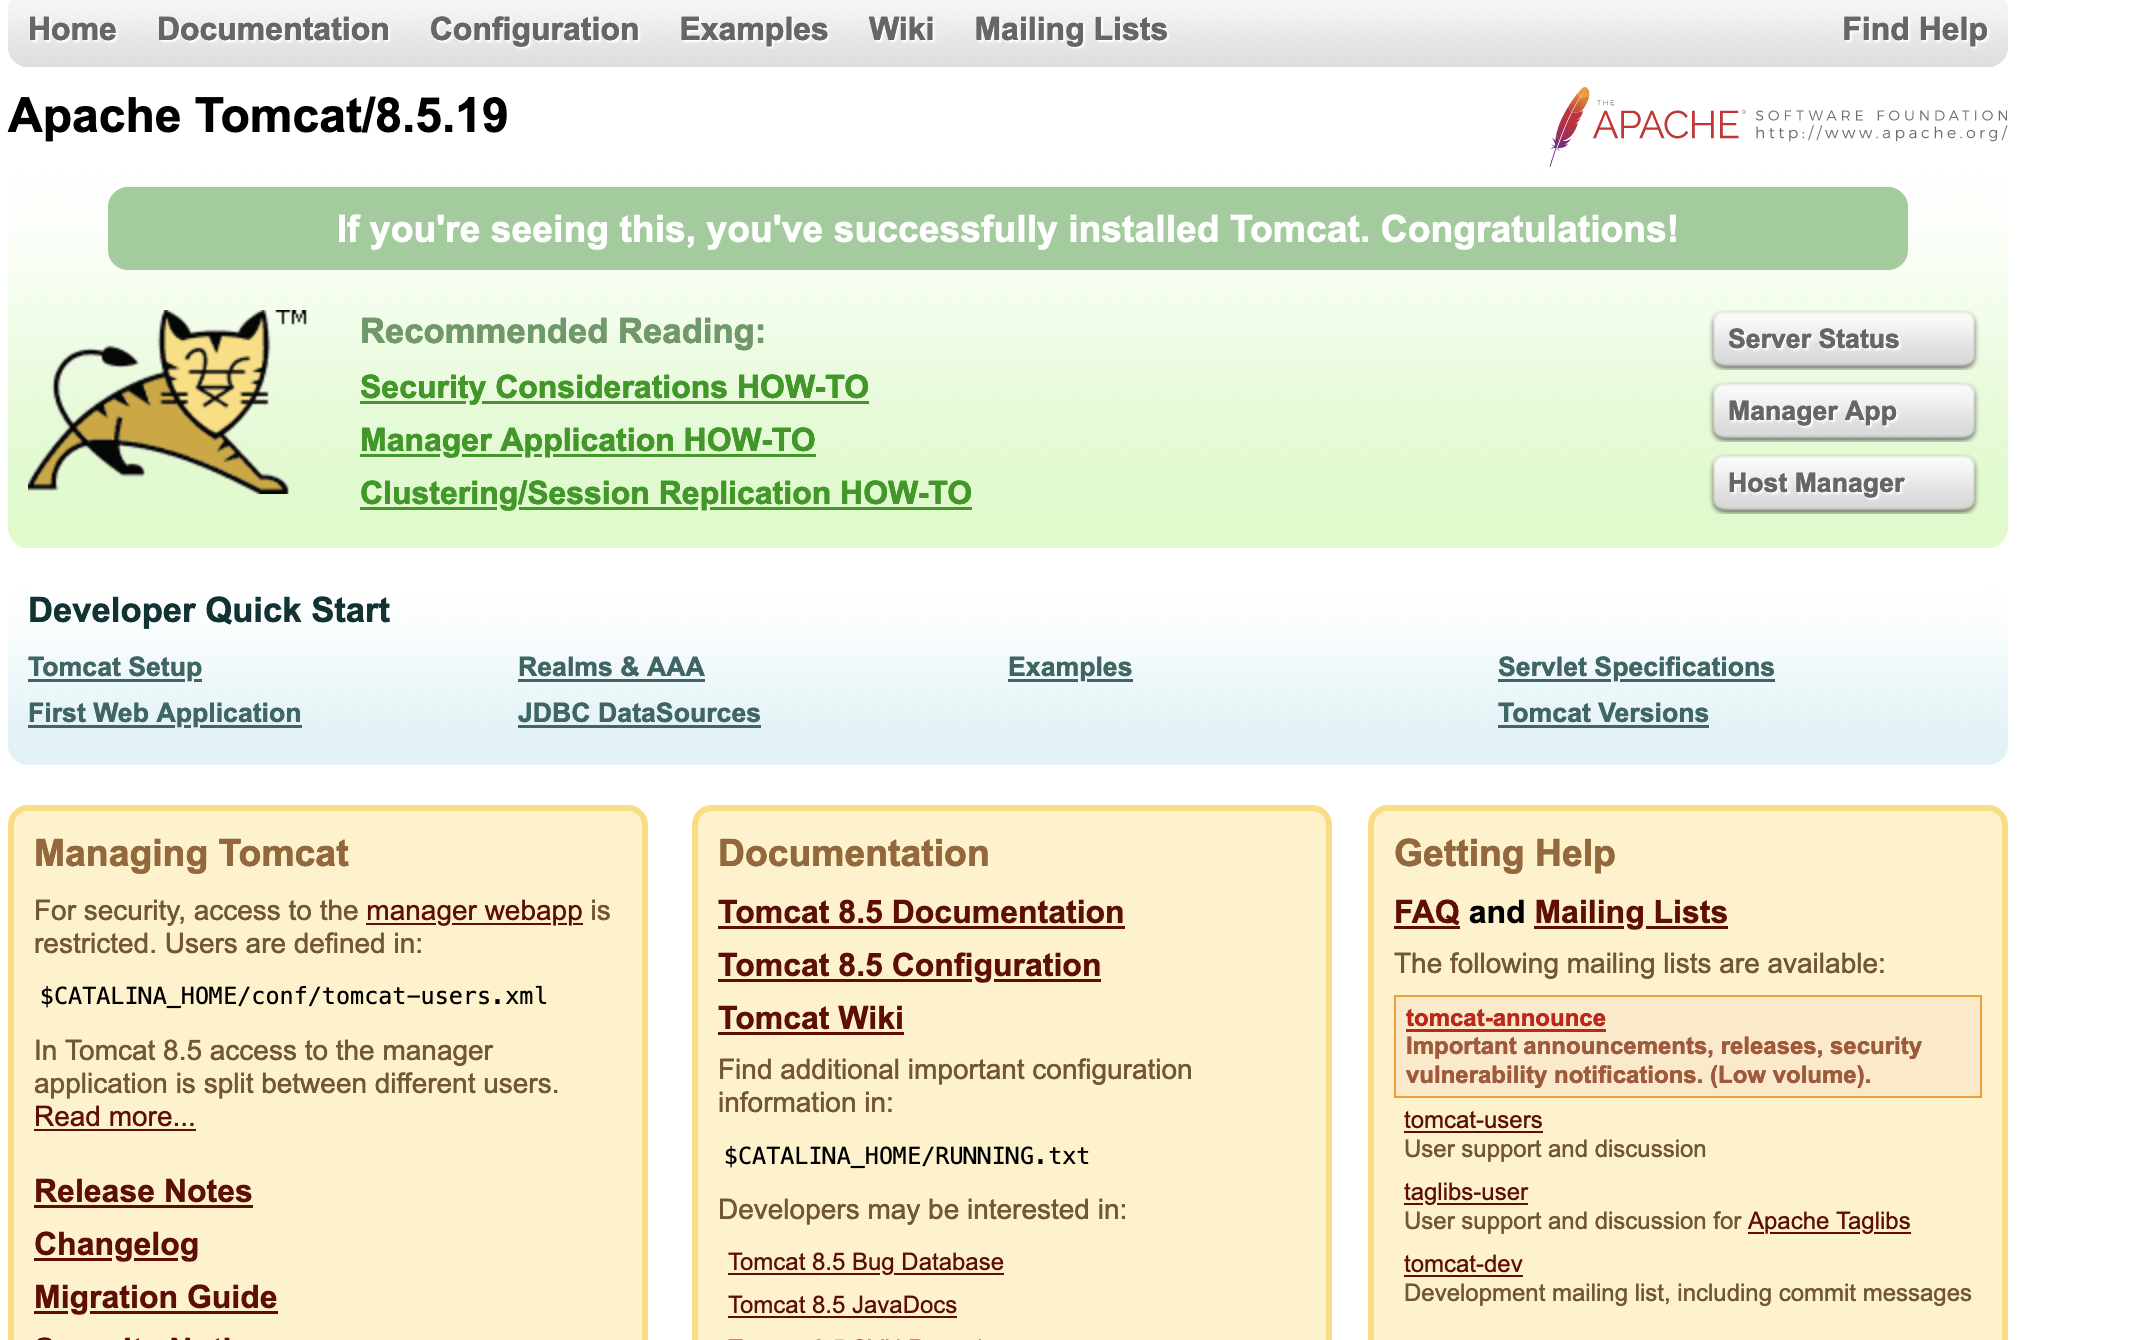 Home Documentation Configuration Examples Wiki Mailing Lists Find Help
Apache Tomcat/8.5.19
THE APACHE® SOFTWARE FOUNDATION
http://www.apache.org/
If you're seeing this, you've successfully installed Tomcat. Congratulations!
TM
Recommended Reading:
Security Considerations HOW-TO
Manager Application HOW-TO
Clustering/Session Replication HOW-TO
Server Status
Manager App
Host Manager
Developer Quick Start
Tomcat Setup
First Web Application
Realms & AAA
JDBC DataSources
Examples
Servlet Specifications
Tomcat Versions
Managing Tomcat
For security, access to the manager webapp is
restricted. Users are defined in:
$CATALINA_HOME/conf/tomcat-users.xml
In Tomcat 8.5 access to the manager
application is split between different users.
Read more...
Release Notes
Changelog
Migration Guide
Documentation
Tomcat 8.5 Documentation
Tomcat 8.5 Configuration
Tomcat Wiki
Find additional important configuration
information in:
$CATALINA_HOME/RUNNING.txt
Developers may be interested in:
Tomcat 8.5 Bug Database
Tomcat 8.5 JavaDocs
Getting Help
FAQ and Mailing Lists
The following mailing lists are available:
tomcat-announce
Important announcements, releases, security
vulnerability notifications. (Low volume).
tomcat-users
User support and discussion
taglibs-user
User support and discussion for Apache Taglibs
tomcat-dev
Development mailing list, including commit messages